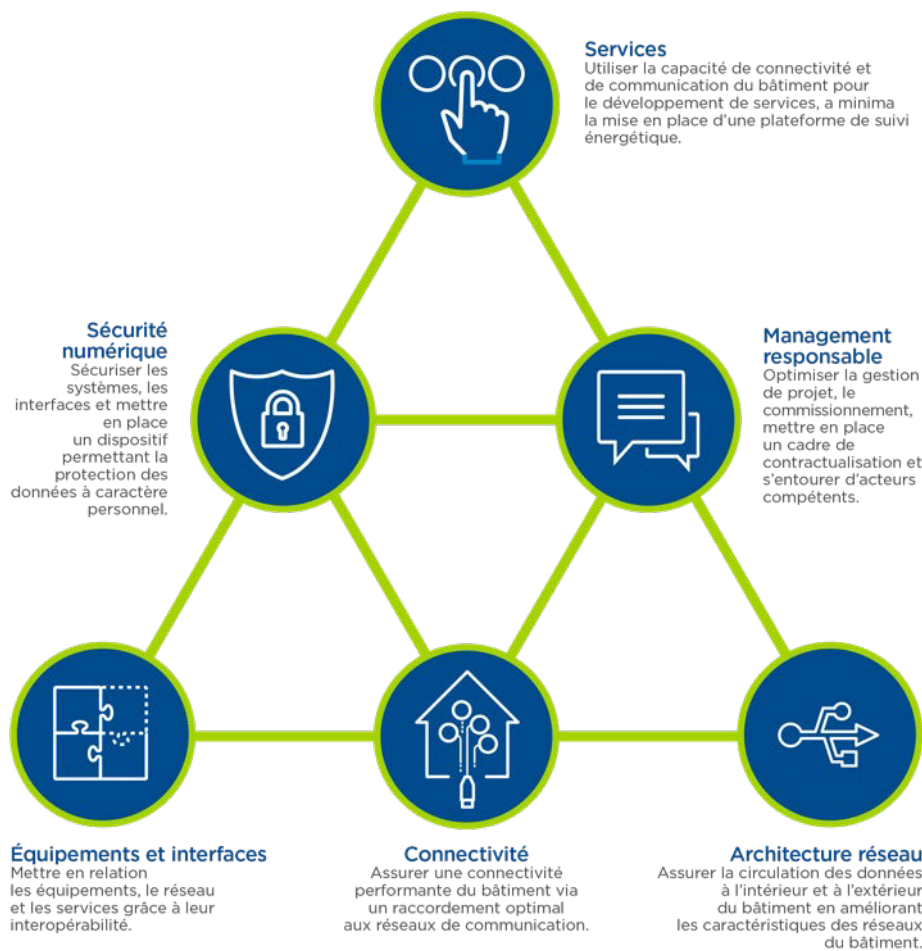 Services
Utiliser la capacité de connectivité et
de communication du bâtiment pour
le développement de services, a minima
la mise en place d'une plateforme de suivi
énergétique.
Sécurité
numérique
Sécuriser les
systèmes, les
interfaces et mettre
en place
un dispositif
permettant la
protection des
données à caractère
personnel.
Management
responsable
Optimiser la gestion
de projet, le
commissionnement,
mettre en place
un cadre de
contractualisation et
s'entourer d'acteurs
compétents.
Équipements et interfaces
Mettre en relation
les équipements, le réseau
et les services grâce à leur
interopérabilité.
Connectivité
Assurer une connectivité
performante du bâtiment via
un raccordement optimal
aux réseaux de communication.
Architecture réseau
Assurer la circulation des données
à l'intérieur et à l'extérieur
du bâtiment en améliorant
les caractéristiques des réseaux
du bâtiment.